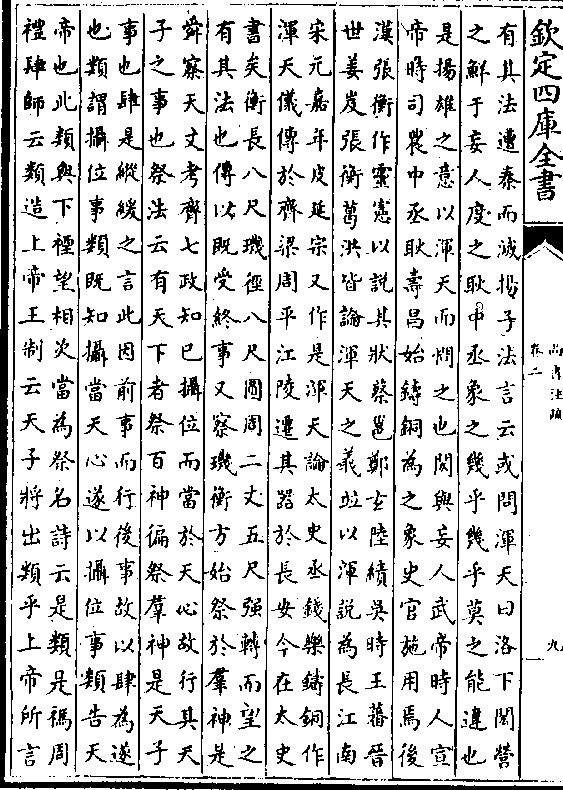 欽定四庫全書
尚書注疏
卷二
九
有其法遭秦而滅揚子法言云或問渾天曰洛下閎營
之鮮于妄人度之耿中丞象之幾乎幾乎莫之能違也
是揚雄之意以渾天而問之也閎與妄人武帝時人宣
帝時司農中丞耿壽昌始鑄銅為之象史官施用焉後
漢張衡作靈憲以說其狀蔡邕鄭玄陸績吳時王蕃晉
世姜岌張衡葛洪皆論渾天之義並以渾說為長江南
宋元嘉年皮延宗又作是渾天論太史丞錢樂鑄銅作
渾天儀傳於齊梁周平江陵遷其器於長安今在太史
書矣衡長八尺璣徑八尺圓周二丈五尺强轉而望之
有其法也傳以既受終事又察璣衡方始祭於羣神是
舜察天文考齊七政知已攝位而當於天心故行其天
子之事也祭法云有天下者祭百神徧祭羣神是天子
事也肆是縱緩之言此因前事而行後事故以肆為遂
也類謂攝位事類既知攝當天心遂以攝位事類告天
帝也此類與下禋望相次當為祭名詩云是類是禡周
禮肆師云類造上帝王制云天子將出類乎上帝所言